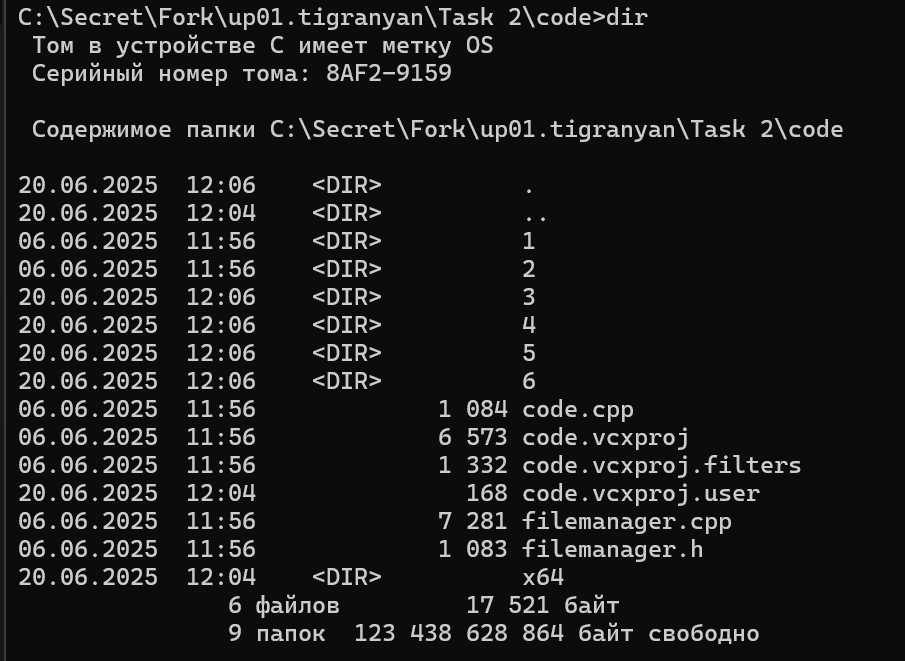 C:\Secret\Fork\up01.tigranyan\Task 2\code>dir
Том в устройстве C имеет метку OS
Серийный номер тома: 8AF2-9159
Содержимое папки C:\Secret\Fork\up01.tigranyan\Task 2\code
20.06.2025  12:06    <DIR>          .
20.06.2025  12:04    <DIR>          ..
06.06.2025  11:56    <DIR>          1
06.06.2025  11:56    <DIR>          2
20.06.2025  12:06    <DIR>          3
20.06.2025  12:06    <DIR>          4
20.06.2025  12:06    <DIR>          5
20.06.2025  12:06    <DIR>          6
06.06.2025  11:56             1 084 code.cpp
06.06.2025  11:56             6 573 code.vcxproj
06.06.2025  11:56             1 332 code.vcxproj.filters
20.06.2025  12:04               168 code.vcxproj.user
06.06.2025  11:56             7 281 filemanager.cpp
06.06.2025  11:56             1 083 filemanager.h
20.06.2025  12:04    <DIR>          x64
6 файлов         17 521 байт
9 папок  123 438 628 864 байт свободно